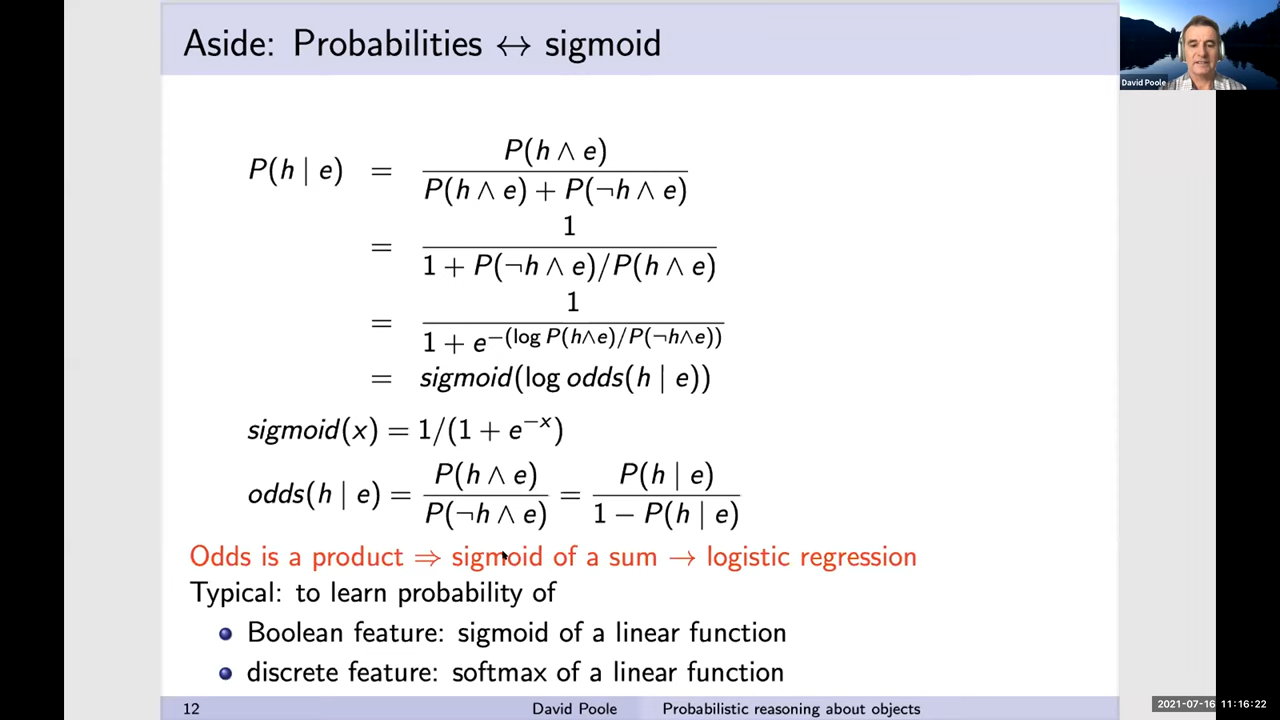 Aside: Probabilities ↔ sigmoid
David Poole
P(h | e) = P(h ∧ e) / P(h ∧ e) + P(¬h ∧ e)
= 1 / 1 + P(¬h ∧ e)/P(h ∧ e)
= 1 / 1 + e^−(log P(h∧e)/P(¬h∧e))
= sigmoid(log odds(h | e))
sigmoid(x) = 1/(1 + e^−x)
odds(h | e) = P(h ∧ e) / P(¬h ∧ e) = P(h | e) / 1 − P(h | e)
Odds is a product ⇒ sigmoid of a sum → logistic regression
Typical: to learn probability of
Boolean feature: sigmoid of a linear function
discrete feature: softmax of a linear function
12 David Poole Probabilistic reasoning about objects
2021-07-16 11:16:22